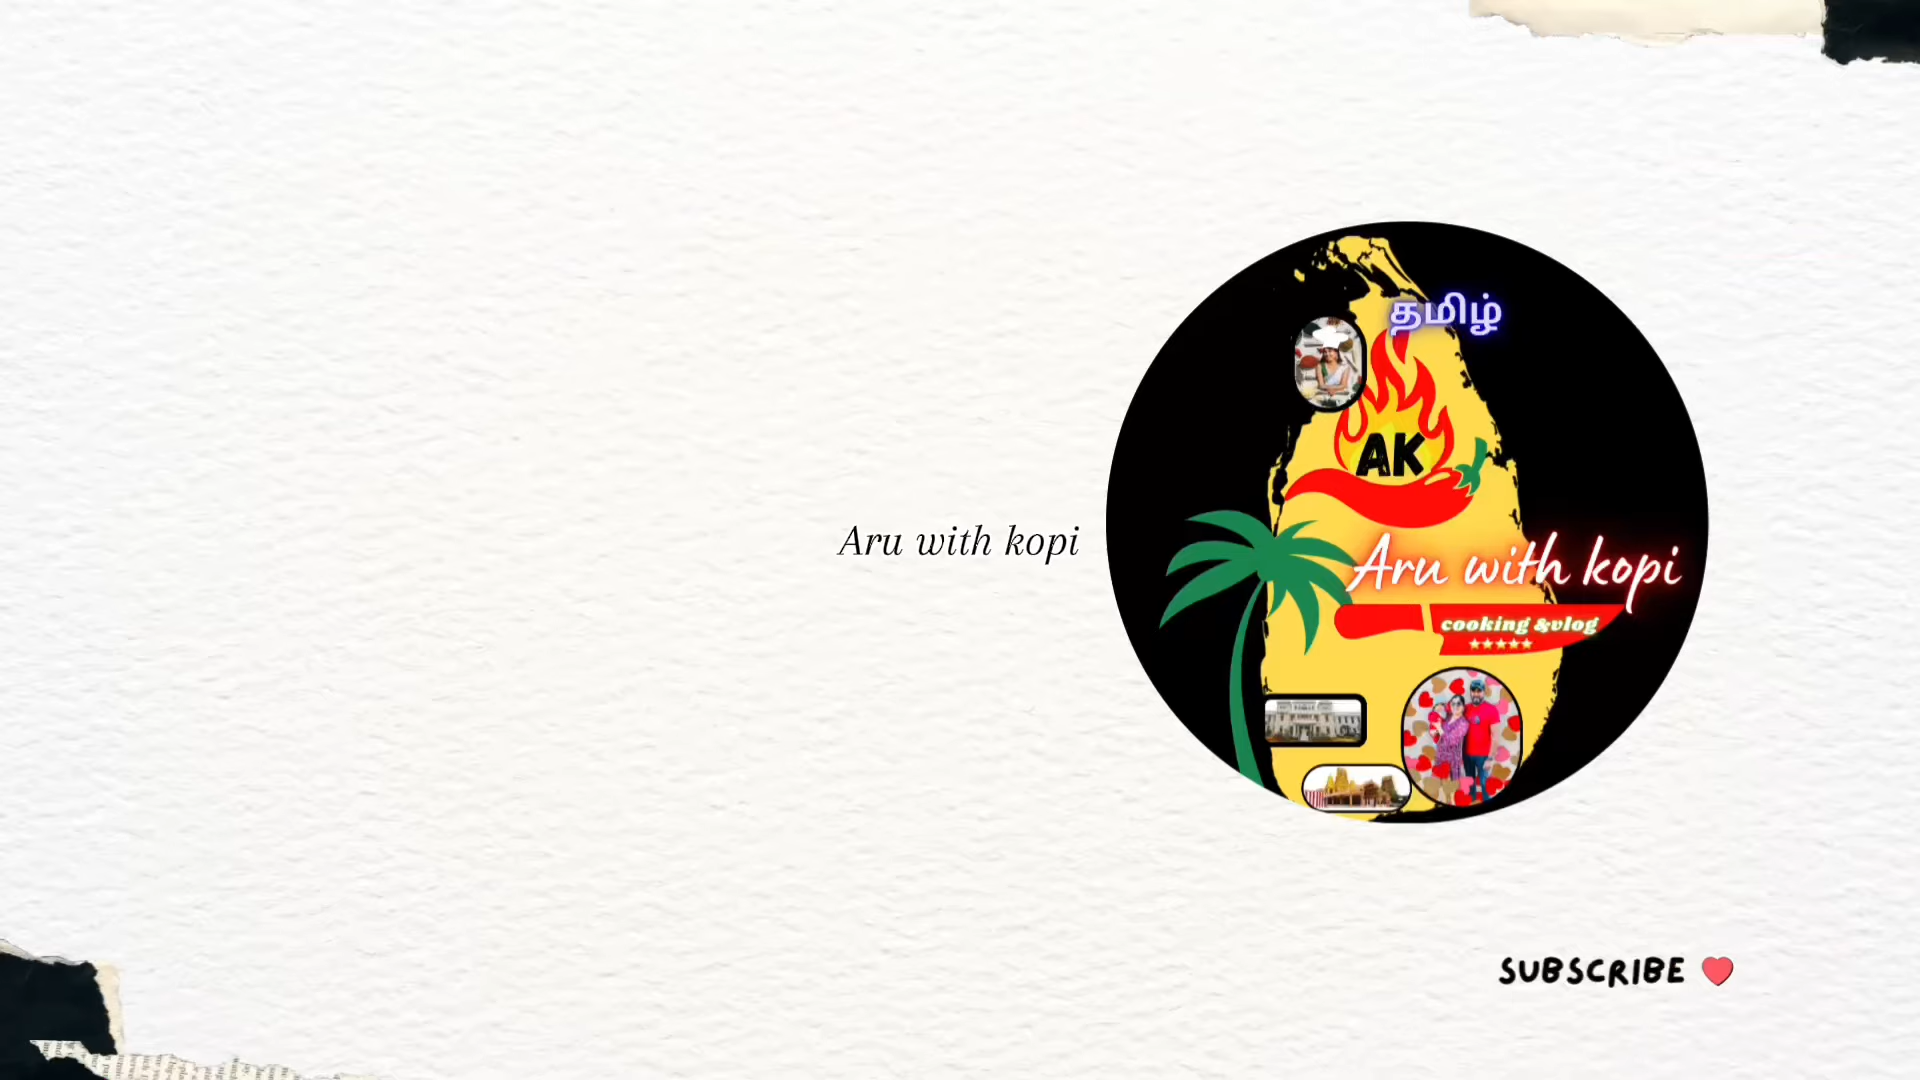 தமிழ்
AK
Aru with kopi
Aru with kopi
cooking &vlog
SUBSCRIBE